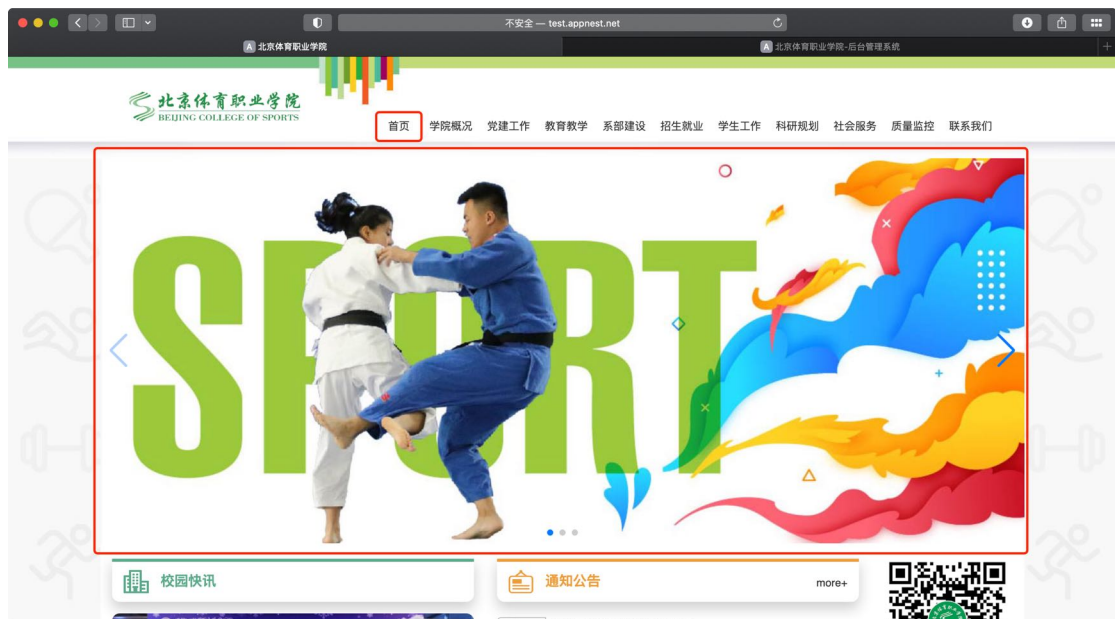 不安全 — test.appnest.net
A 北京体育职业学院
A 北京体育职业学院-后台管理系统
北京体育职业学院
BEIJING COLLEGE OF SPORTS
首页 学院概况 党建工作 教育教学 系部建设 招生就业 学生工作 科研规划 社会服务 质量监控 联系我们
SPORT
校园快讯
通知公告
more+